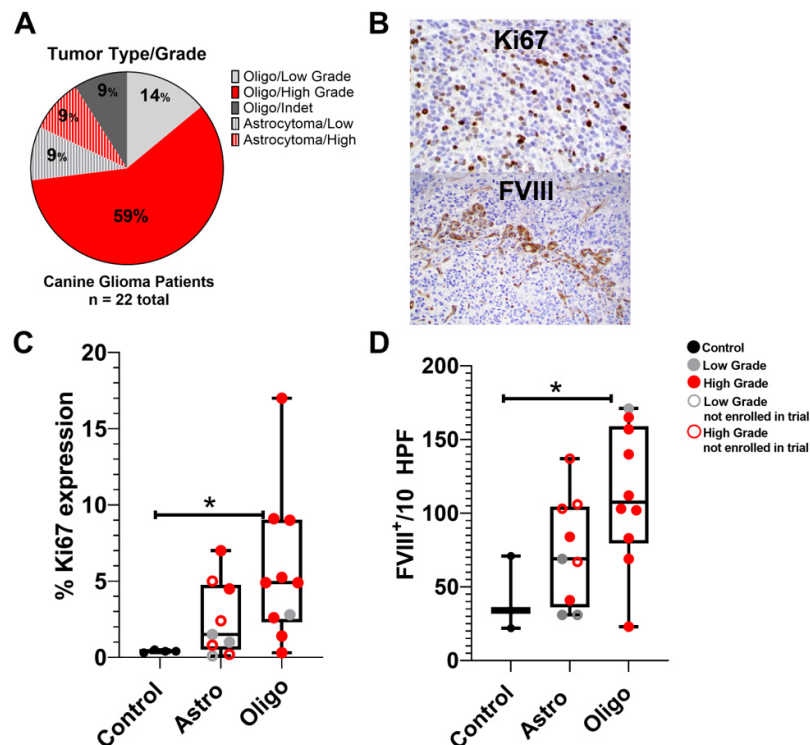 A
Tumor Type/Grade
9%
14%
9%
9%
59%
Oligo/Low Grade
Oligo/High Grade
Oligo/Indet
Astrocytoma/Low
Astrocytoma/High
Canine Glioma Patients
n = 22 total
B
Ki67
FVIII
C
% Ki67 expression
20
15
10
5
0
*
Control
Astro
Oligo
D
FVIII+/10 HPF
200
150
100
50
0
*
Control
Astro
Oligo
Control
Low Grade
High Grade
Low Grade
not enrolled in trial
High Grade
not enrolled in trial